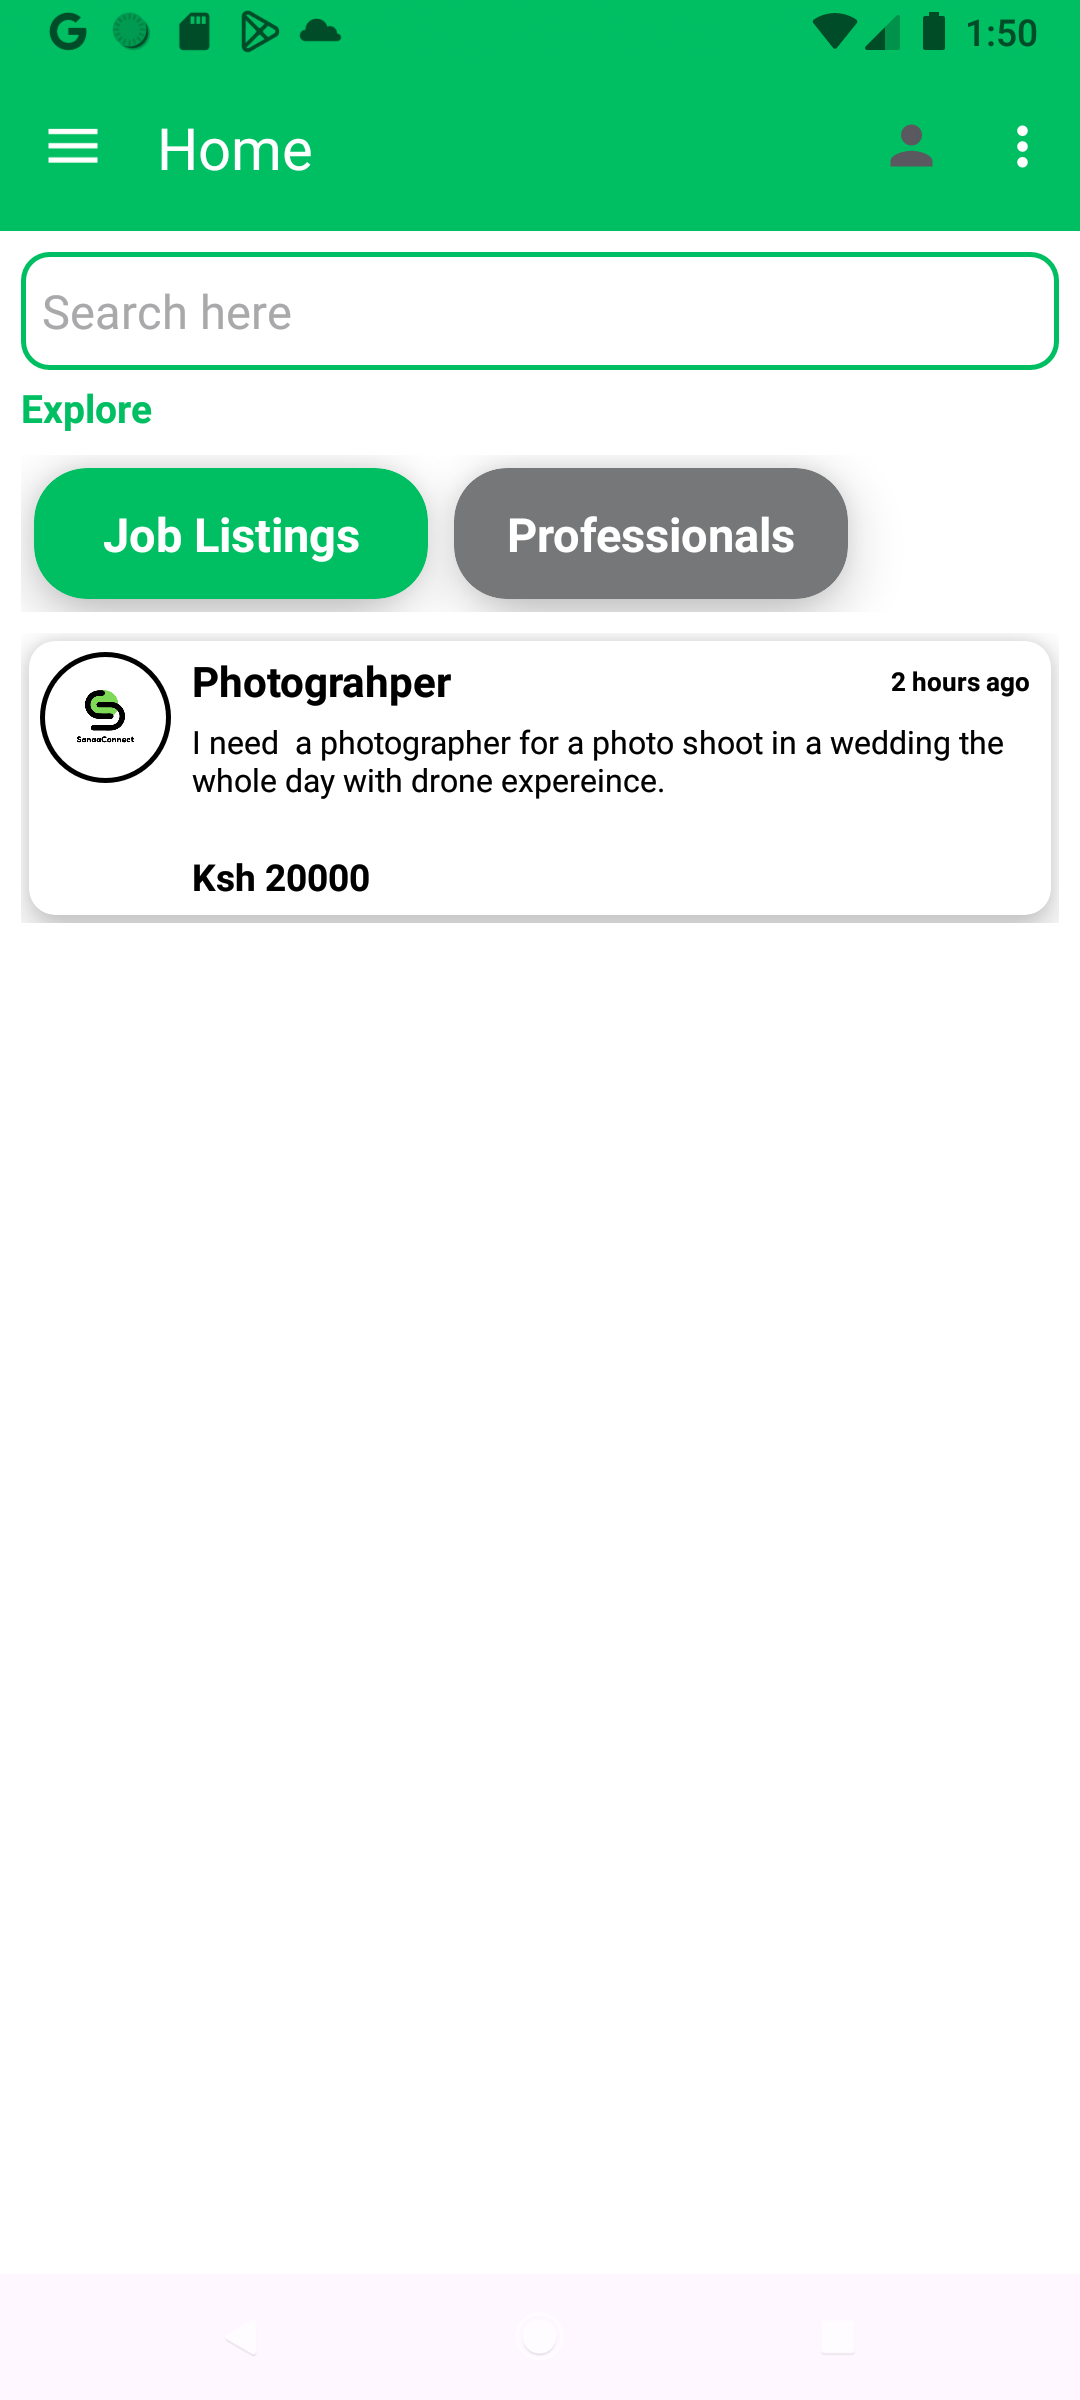 1:50
Home
Search here
Explore
Job Listings
Professionals
Photograhper
2 hours ago
SanaaConnect
I need  a photographer for a photo shoot in a wedding the
whole day with drone expereince.
Ksh 20000